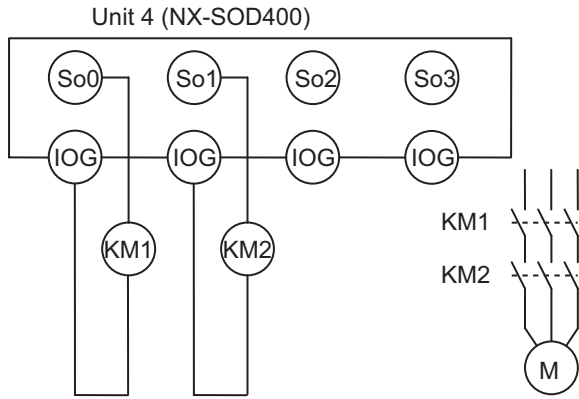 Unit 4 (NX-SOD400)
So0 So1 So2 So3
IOG IOG IOG IOG
KM1 KM2
KM1
KM2
M